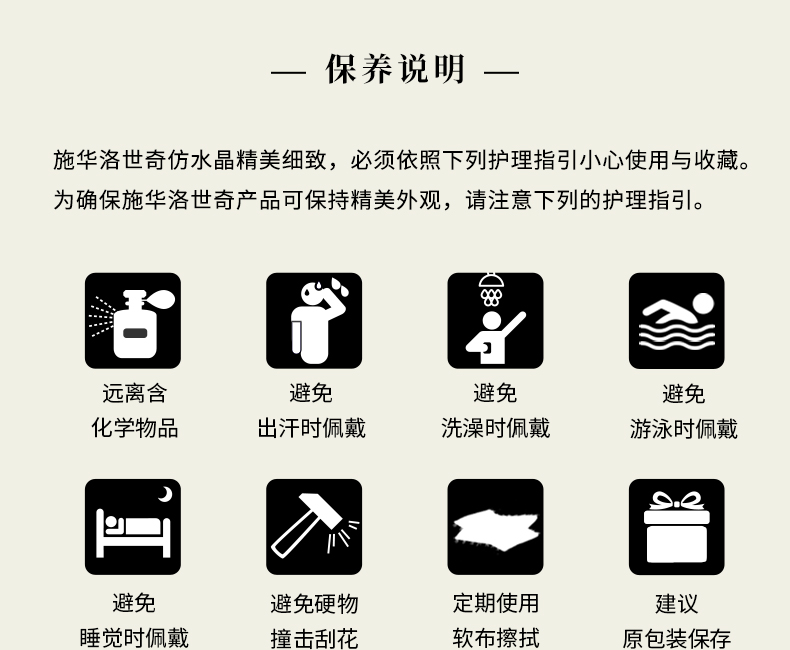 — 保养说明 —
施华洛世奇仿水晶精美细致，必须依照下列护理指引小心使用与收藏。
为确保施华洛世奇产品可保持精美外观，请注意下列的护理指引。
远离含
化学物品
避免
出汗时佩戴
避免
洗澡时佩戴
避免
游泳时佩戴
避免
睡觉时佩戴
避免硬物
撞击刮花
定期使用
软布擦拭
建议
原包装保存